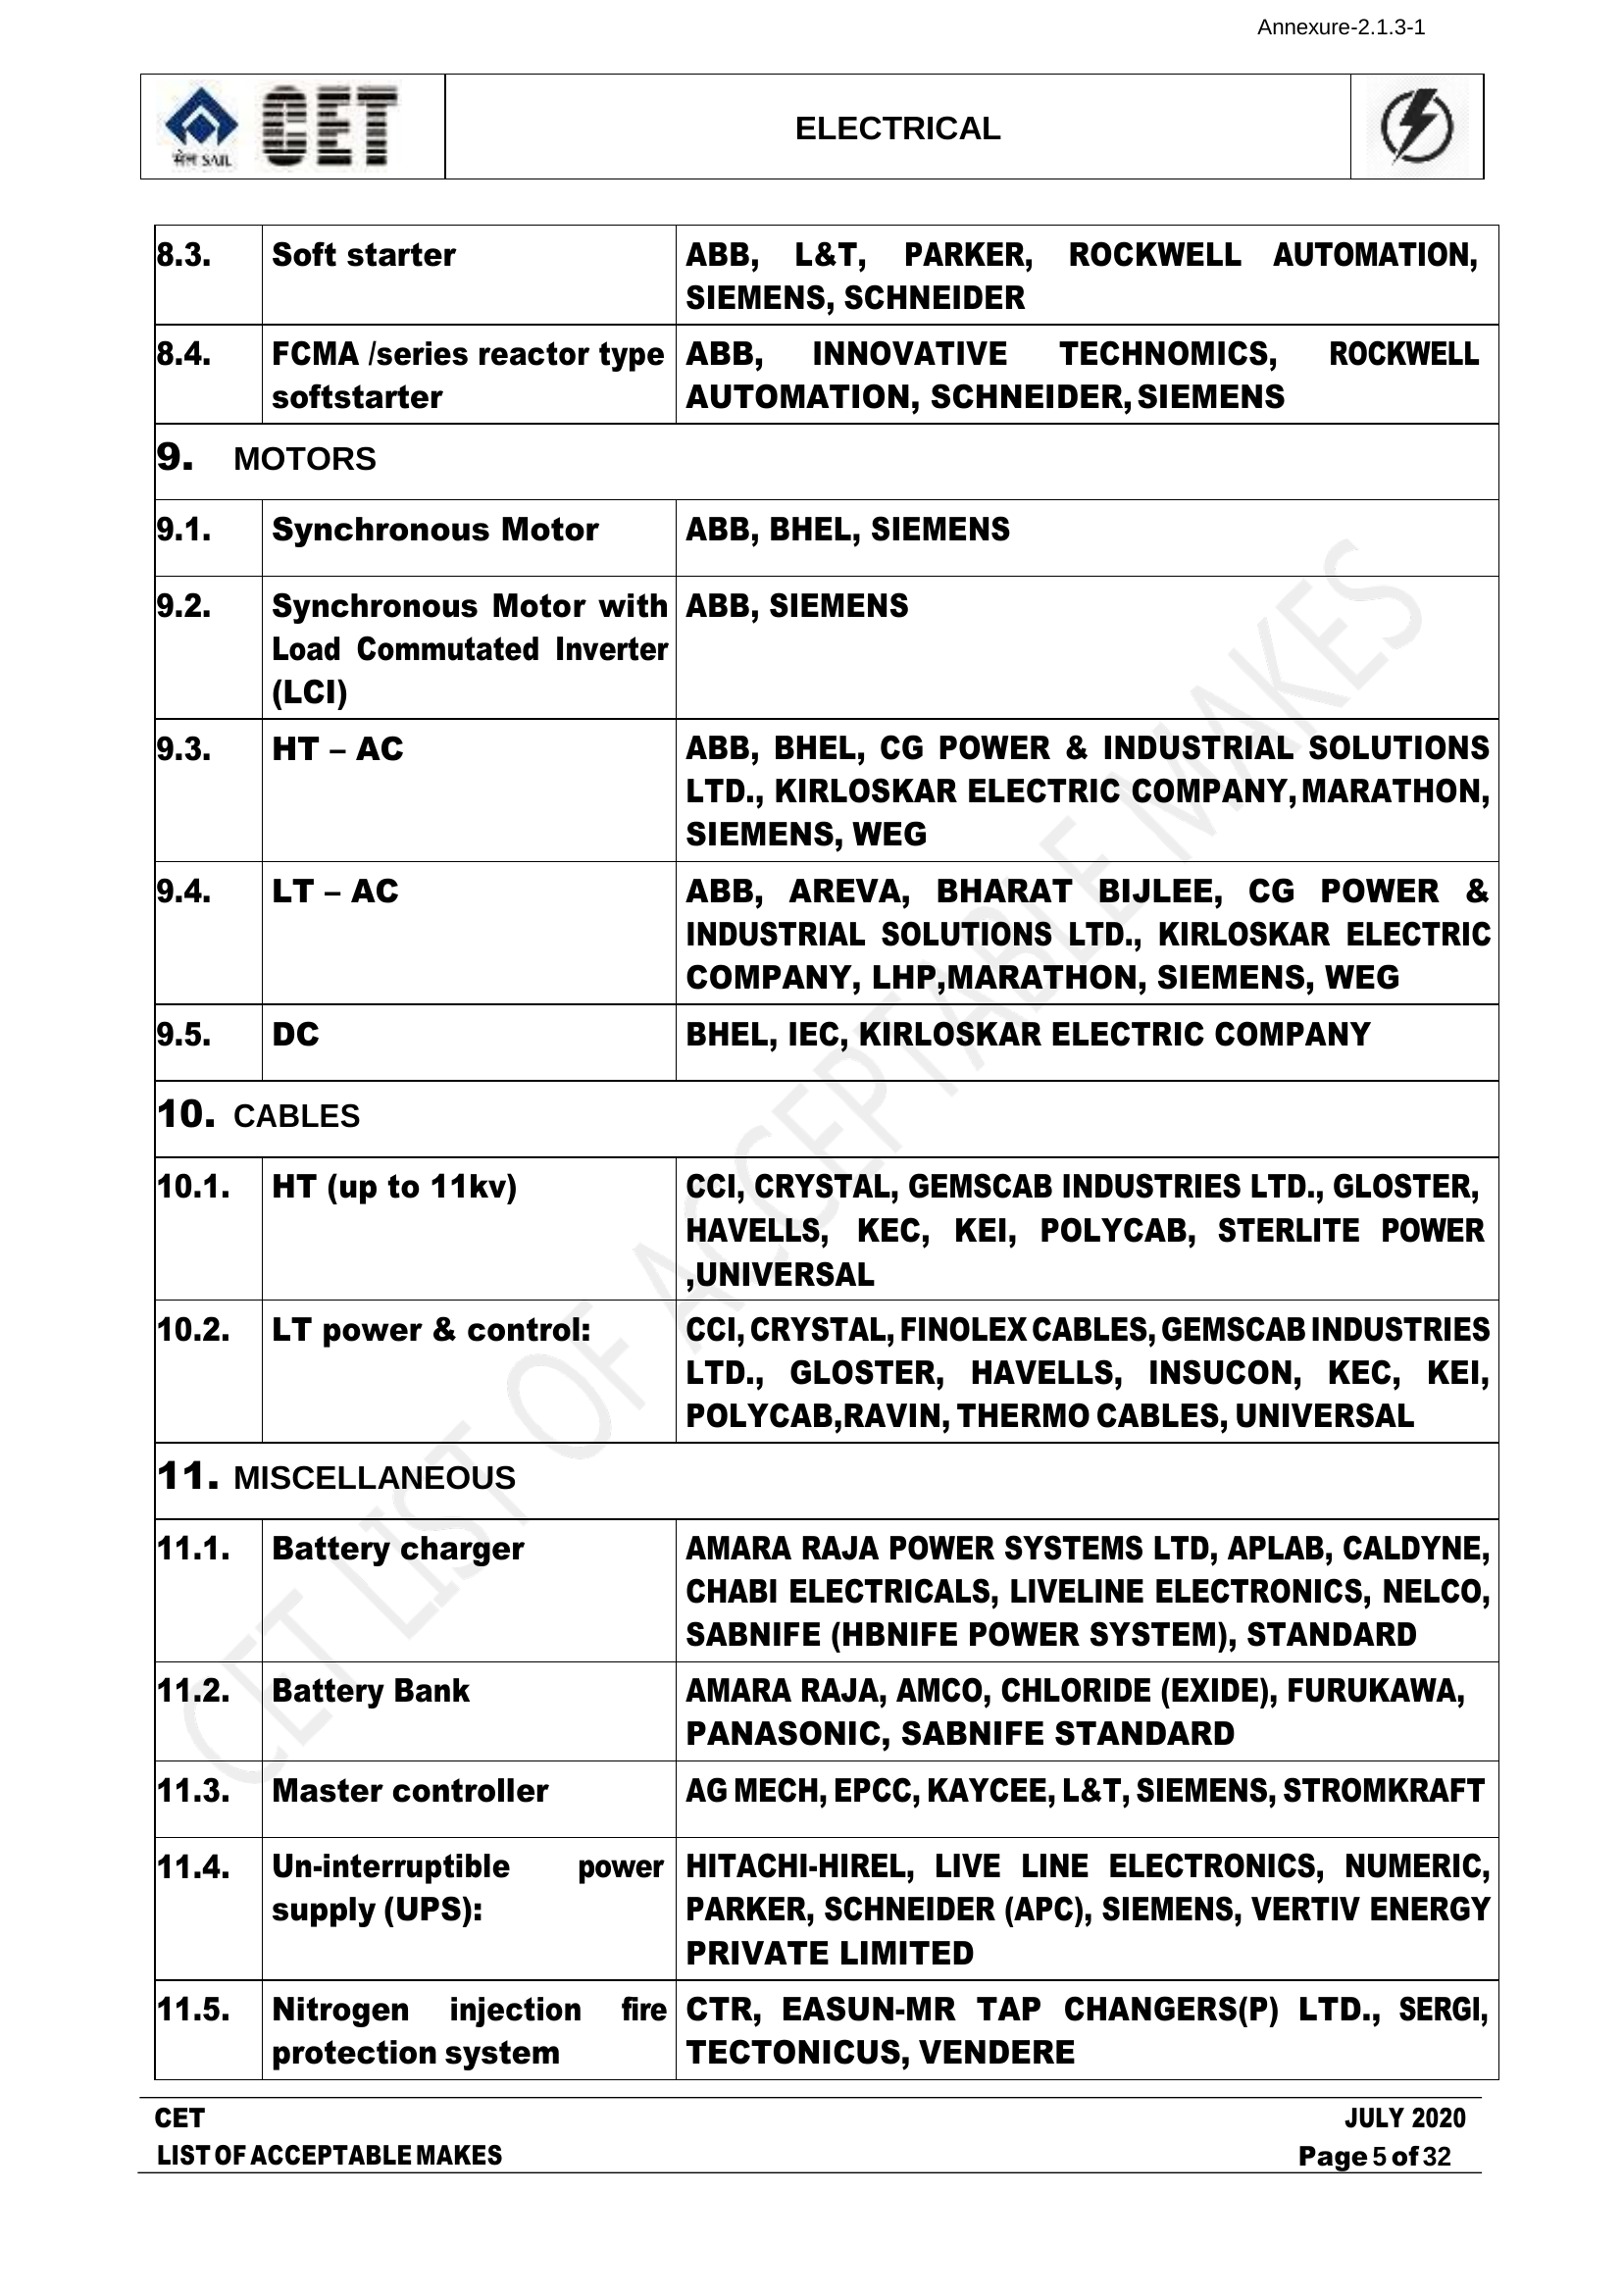 Annexure-2.1.3-1
सेल SAIL
CET
ELECTRICAL
8.3. Soft starter ABB, L&T, PARKER, ROCKWELL AUTOMATION,
SIEMENS, SCHNEIDER
8.4. FCMA /series reactor type ABB, INNOVATIVE TECHNOMICS, ROCKWELL
softstarter AUTOMATION, SCHNEIDER, SIEMENS
9. MOTORS
9.1. Synchronous Motor ABB, BHEL, SIEMENS
9.2. Synchronous Motor with ABB, SIEMENS
Load Commutated Inverter
(LCI)
9.3. HT – AC ABB, BHEL, CG POWER & INDUSTRIAL SOLUTIONS
LTD., KIRLOSKAR ELECTRIC COMPANY, MARATHON,
SIEMENS, WEG
9.4. LT – AC ABB, AREVA, BHARAT BIJLEE, CG POWER &
INDUSTRIAL SOLUTIONS LTD., KIRLOSKAR ELECTRIC
COMPANY, LHP,MARATHON, SIEMENS, WEG
9.5. DC BHEL, IEC, KIRLOSKAR ELECTRIC COMPANY
10. CABLES
10.1. HT (up to 11kv) CCI, CRYSTAL, GEMSCAB INDUSTRIES LTD., GLOSTER,
HAVELLS, KEC, KEI, POLYCAB, STERLITE POWER
,UNIVERSAL
10.2. LT power & control: CCI, CRYSTAL, FINOLEX CABLES, GEMSCAB INDUSTRIES
LTD., GLOSTER, HAVELLS, INSUCON, KEC, KEI,
POLYCAB,RAVIN, THERMO CABLES, UNIVERSAL
11. MISCELLANEOUS
11.1. Battery charger AMARA RAJA POWER SYSTEMS LTD, APLAB, CALDYNE,
CHABI ELECTRICALS, LIVELINE ELECTRONICS, NELCO,
SABNIFE (HBNIFE POWER SYSTEM), STANDARD
11.2. Battery Bank AMARA RAJA, AMCO, CHLORIDE (EXIDE), FURUKAWA,
PANASONIC, SABNIFE STANDARD
11.3. Master controller AG MECH, EPCC, KAYCEE, L&T, SIEMENS, STROMKRAFT
11.4. Un-interruptible power HITACHI-HIREL, LIVE LINE ELECTRONICS, NUMERIC,
supply (UPS): PARKER, SCHNEIDER (APC), SIEMENS, VERTIV ENERGY
PRIVATE LIMITED
11.5. Nitrogen injection fire CTR, EASUN-MR TAP CHANGERS(P) LTD., SERGI,
protection system TECTONICUS, VENDERE
CET LIST OF ACCEPTABLE MAKES
CET JULY 2020
LIST OF ACCEPTABLE MAKES Page 5 of 32